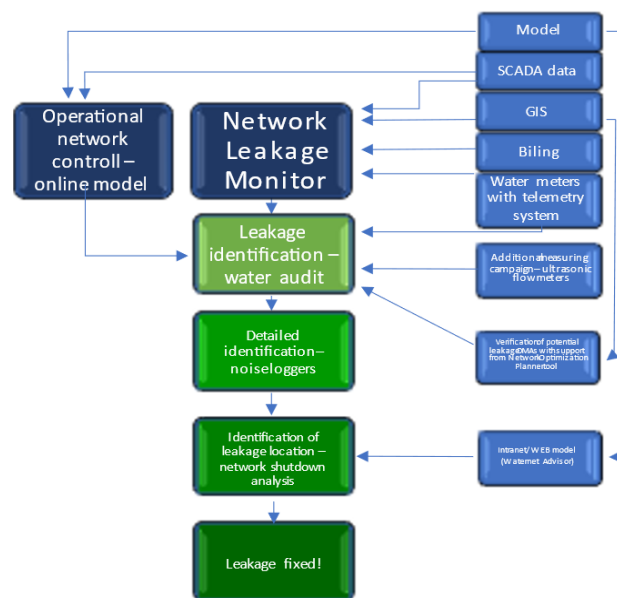 Model
SCADA data
GIS
Biling
Water meters
with telemetry
system
Operational
network
controll –
online model
Network
Leakage
Monitor
Leakage
identification –
water audit
Additional measuring
campaign – ultrasonic
flowmeters
Detailed
identification –
noise loggers
Verification of potential
leakage DMAs with support
from Network Optimization
Planner tool
Identification of
leakage location –
network shutdown
analysis
Intranet/ WEB model
(Waternet Advisor)
Leakage fixed!